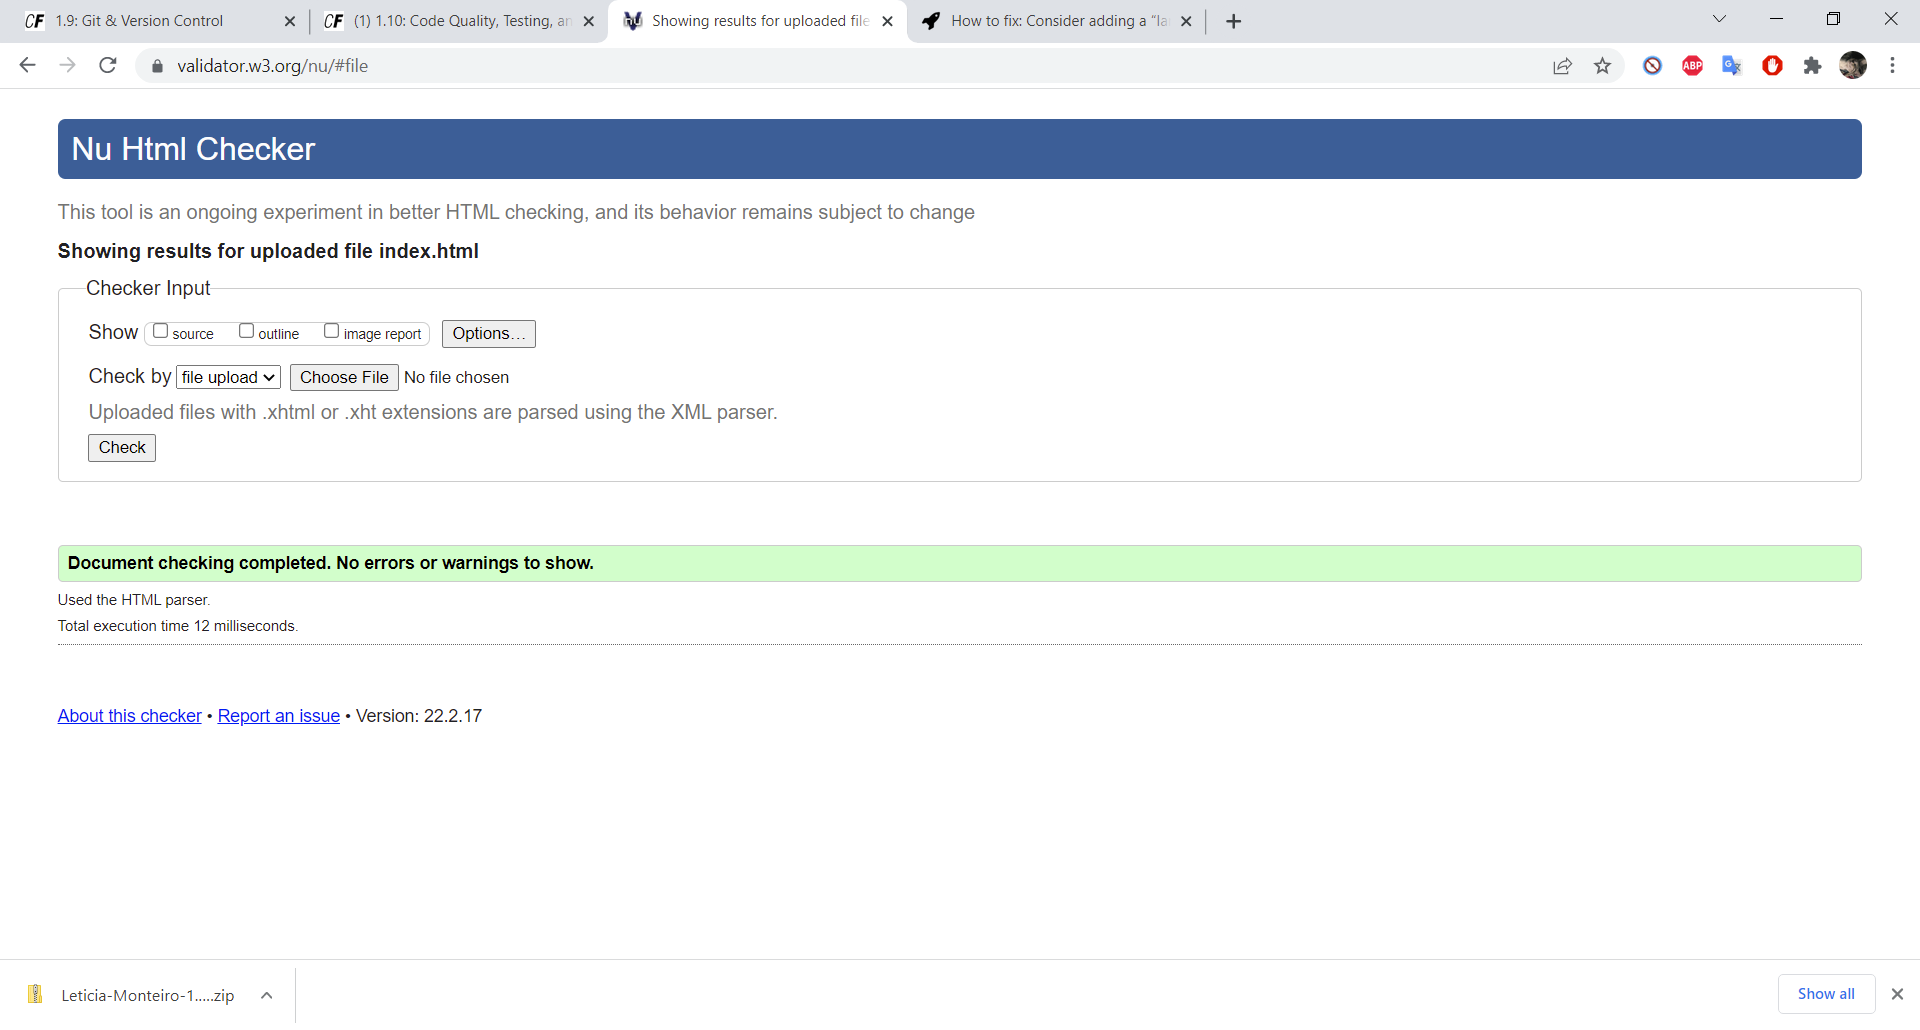 CF 1.9: Git & Version Control
CF (1) 1.10: Code Quality, Testing, an
Showing results for uploaded file
How to fix: Consider adding a “la
validator.w3.org/nu/#file
ABP
Nu Html Checker
This tool is an ongoing experiment in better HTML checking, and its behavior remains subject to change
Showing results for uploaded file index.html
Checker Input
Show source outline image report Options…
Check by file upload Choose File No file chosen
Uploaded files with .xhtml or .xht extensions are parsed using the XML parser.
Check
Document checking completed. No errors or warnings to show.
Used the HTML parser.
Total execution time 12 milliseconds.
About this checker • Report an issue • Version: 22.2.17
Leticia-Monteiro-1.....zip
Show all